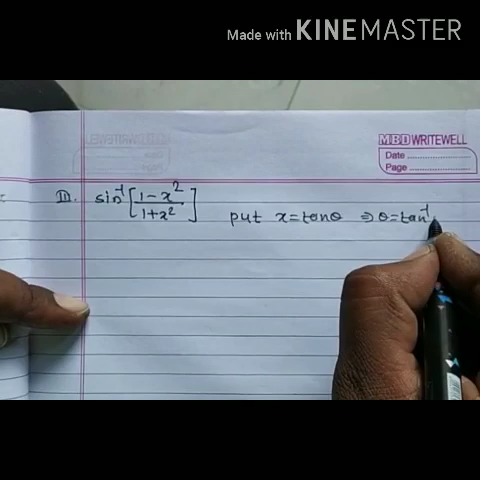 Made with KINEMASTER
MBD WRITEWELL
Date
Page
III. sin⁻¹[1-x²/1+x²] put x=tanθ ⇒ θ=tan⁻¹